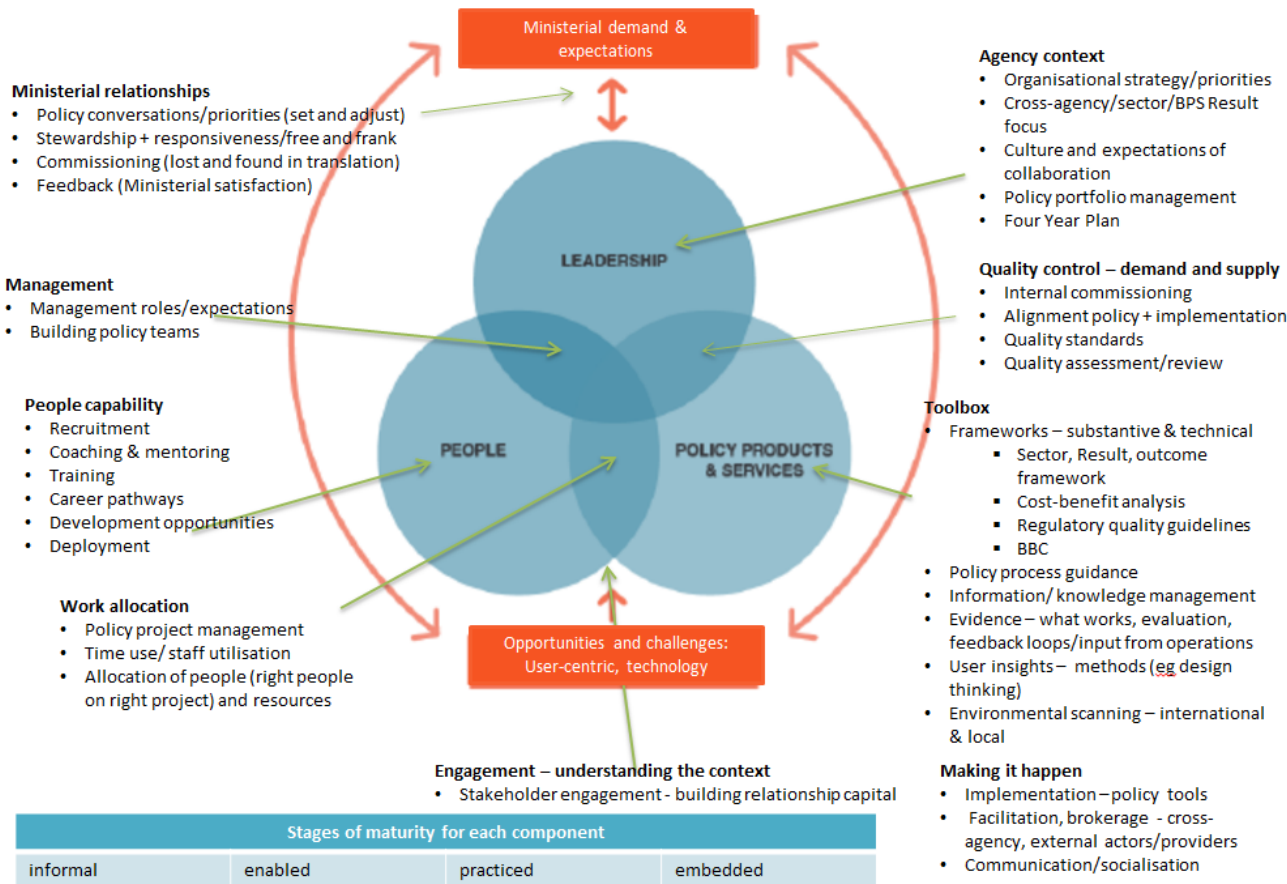 Ministerial demand &
expectations
Ministerial relationships
• Policy conversations/priorities (set and adjust)
• Stewardship + responsiveness/free and frank
• Commissioning (lost and found in translation)
• Feedback (Ministerial satisfaction)
Management
• Management roles/expectations
• Building policy teams
People capability
• Recruitment
• Coaching & mentoring
• Training
• Career pathways
• Development opportunities
• Deployment
Work allocation
• Policy project management
• Time use/ staff utilisation
• Allocation of people (right people
on right project) and resources
LEADERSHIP
PEOPLE
POLICY PRODUCTS
& SERVICES
Opportunities and challenges:
User-centric, technology
Agency context
• Organisational strategy/priorities
• Cross-agency/sector/BPS Result
focus
• Culture and expectations of
collaboration
• Policy portfolio management
• Four Year Plan
Quality control – demand and supply
• Internal commissioning
• Alignment policy + implementation
• Quality standards
• Quality assessment/review
Toolbox
• Frameworks – substantive & technical
▪ Sector, Result, outcome
framework
▪ Cost-benefit analysis
▪ Regulatory quality guidelines
▪ BBC
• Policy process guidance
• Information/ knowledge management
• Evidence – what works, evaluation,
feedback loops/input from operations
• User insights – methods (eg design
thinking)
• Environmental scanning – international
& local
Engagement – understanding the context
• Stakeholder engagement - building relationship capital
Making it happen
• Implementation – policy tools
• Facilitation, brokerage - cross-
agency, external actors/providers
• Communication/socialisation
Stages of maturity for each component
informal enabled practiced embedded